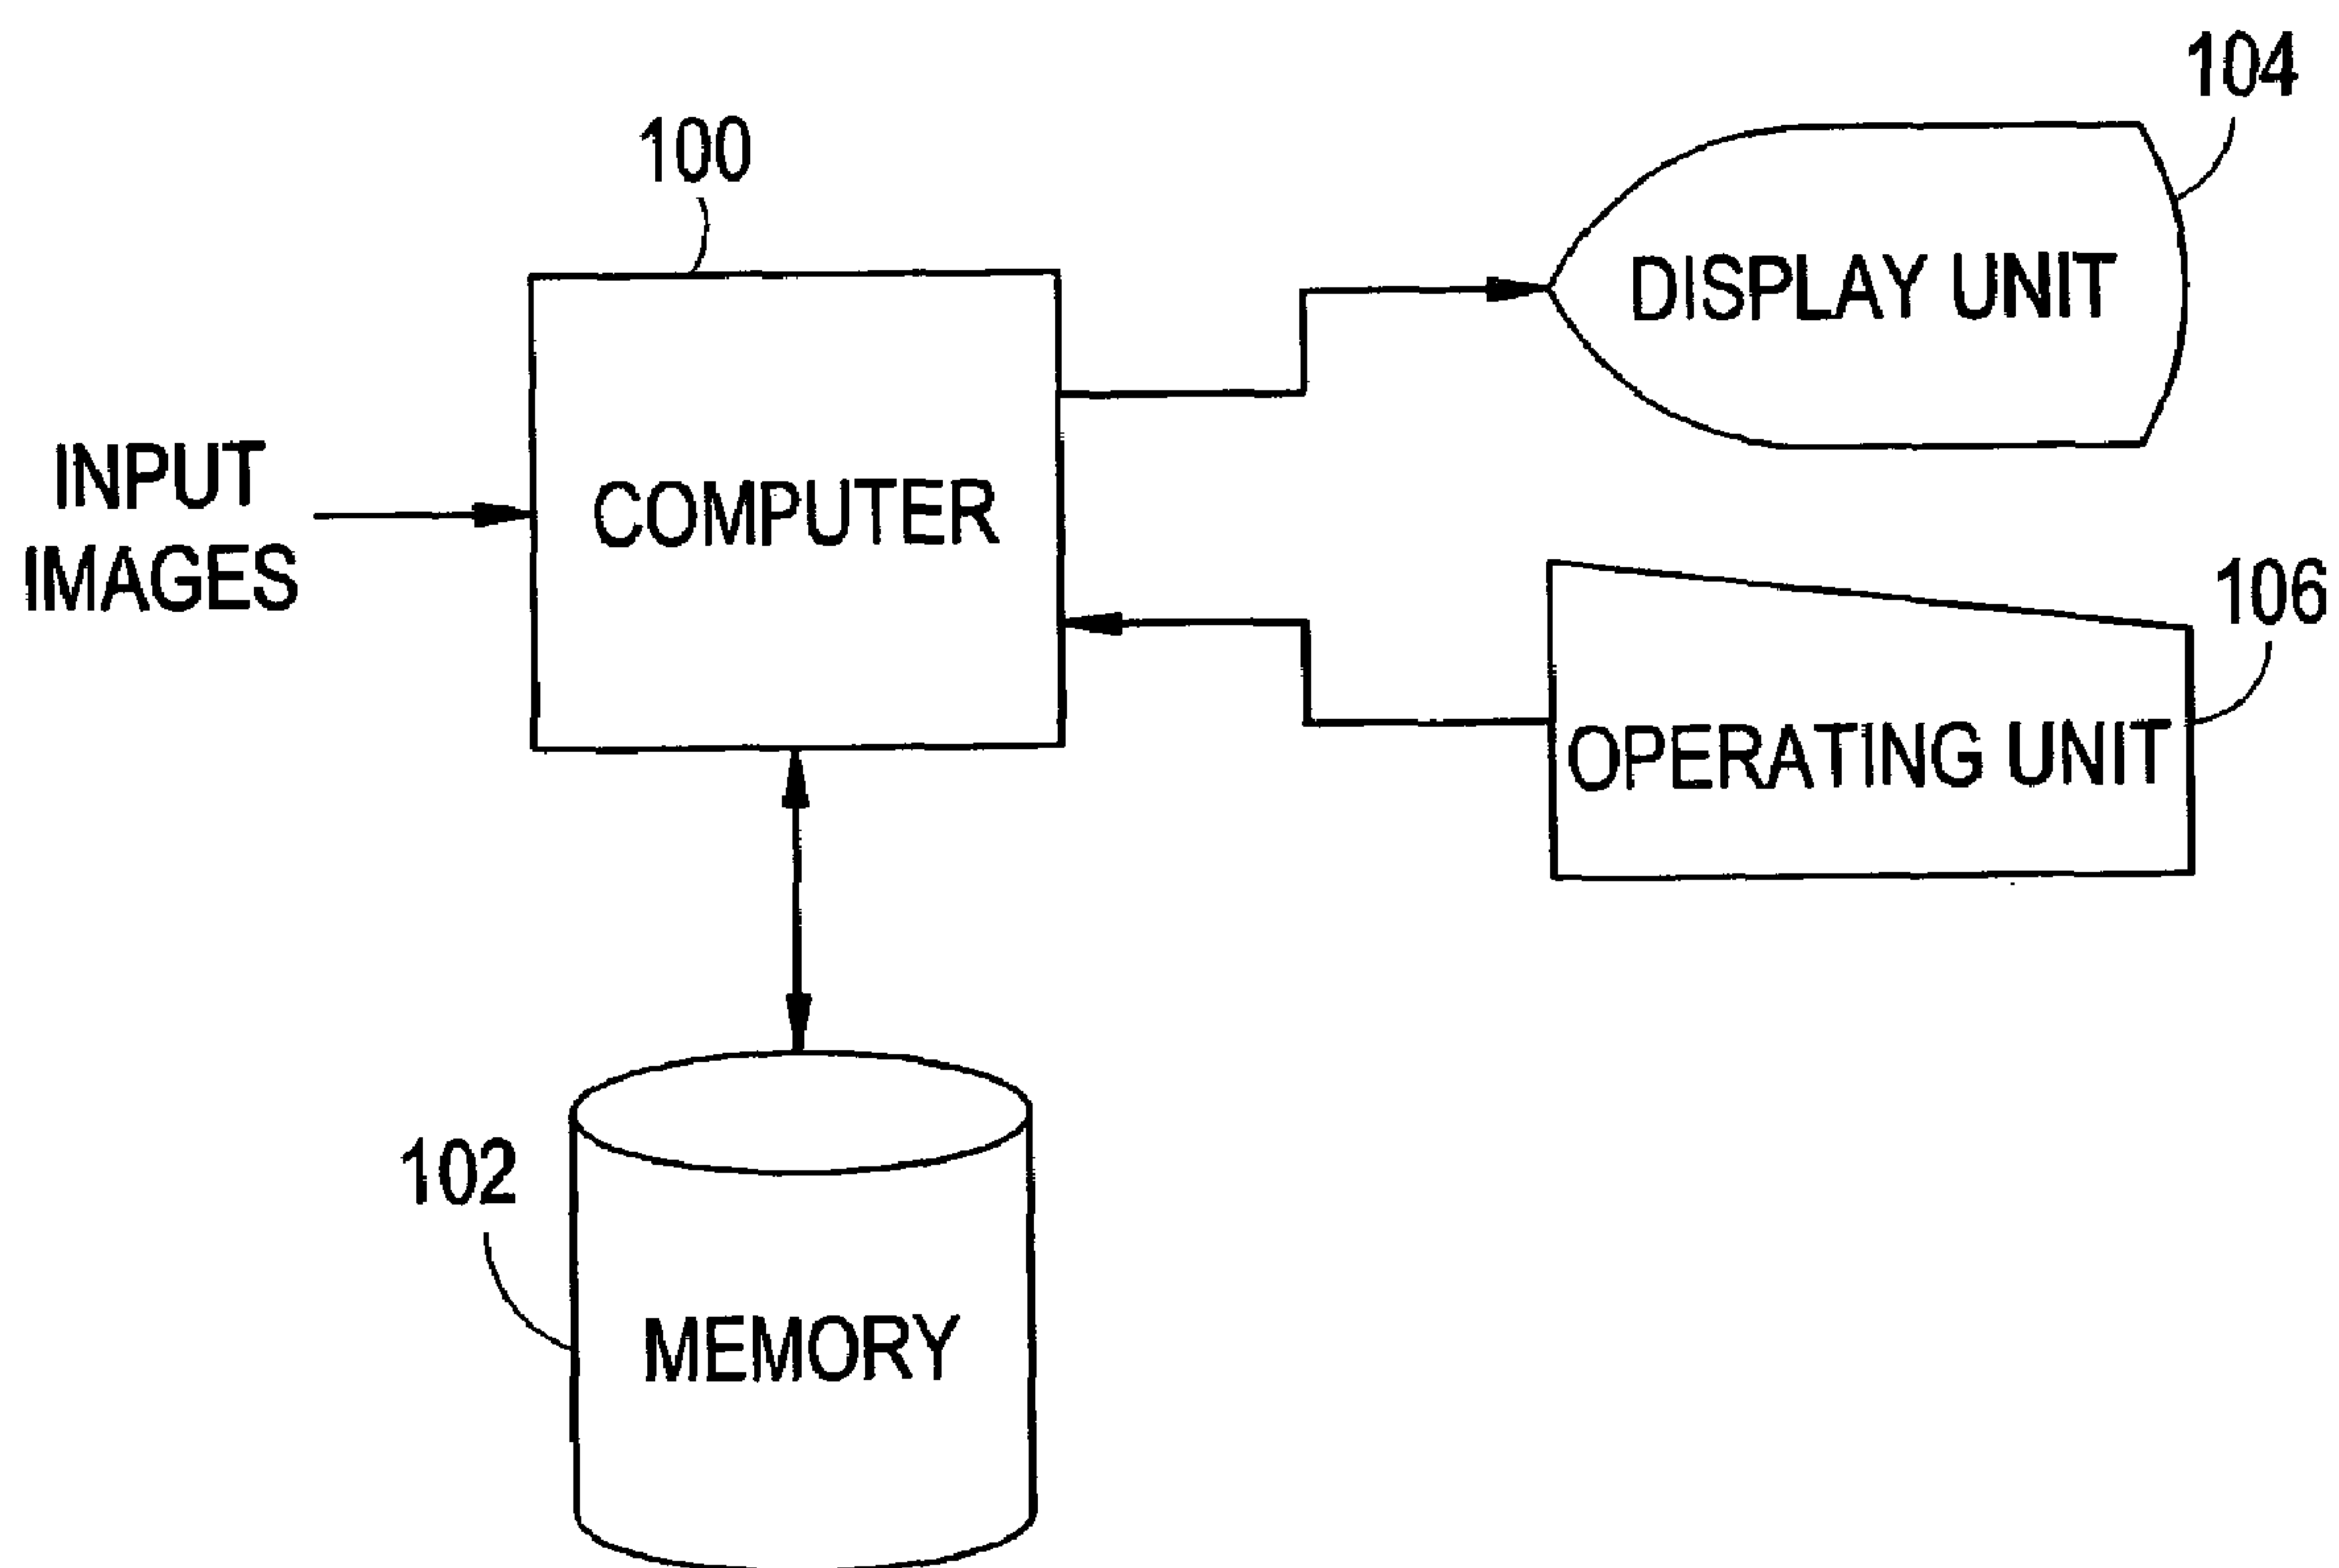 104
100
DISPLAY UNIT
INPUT
IMAGES
COMPUTER
106
OPERATING UNIT
102
MEMORY